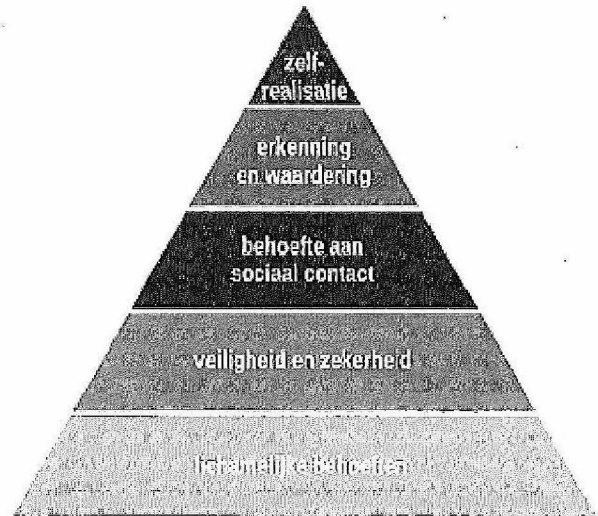 zelf-
realisatie
erkenning
en waardering
behoefte aan
sociaal contact
veiligheid en zekerheid
lichamelijke behoeften